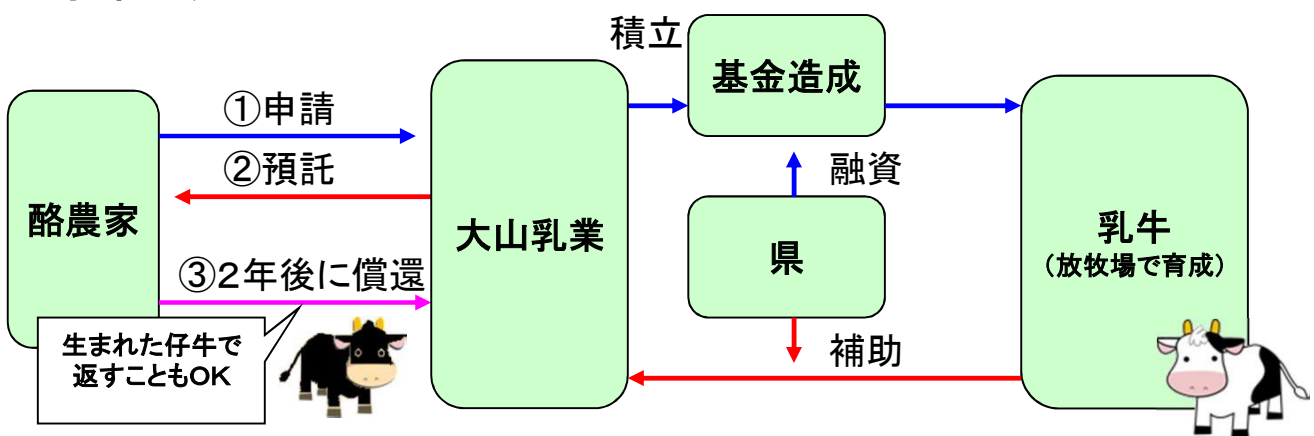 積立
基金造成
①申請
②預託
融資
酪農家
大山乳業
県
乳牛
（放牧場で育成）
③２年後に償還
生まれた仔牛で
返すこともOK
補助